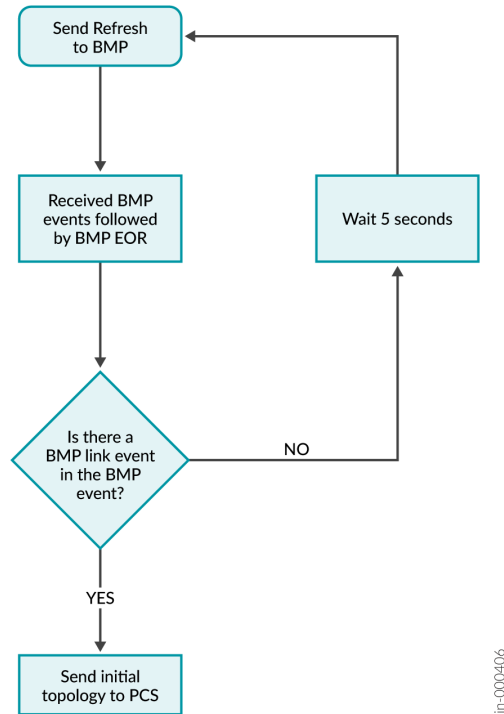 Send Refresh
to BMP
Received BMP
events followed
by BMP EOR
Wait 5 seconds
Is there a
BMP link event
in the BMP
event?
NO
YES
Send initial
topology to PCS
jn-000406